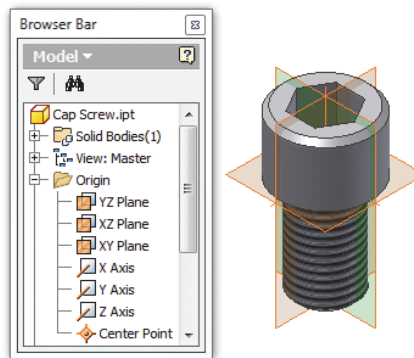 Browser Bar
Model
Cap Screw.ipt
Solid Bodies(1)
View: Master
Origin
YZ Plane
XZ Plane
XY Plane
X Axis
Y Axis
Z Axis
Center Point